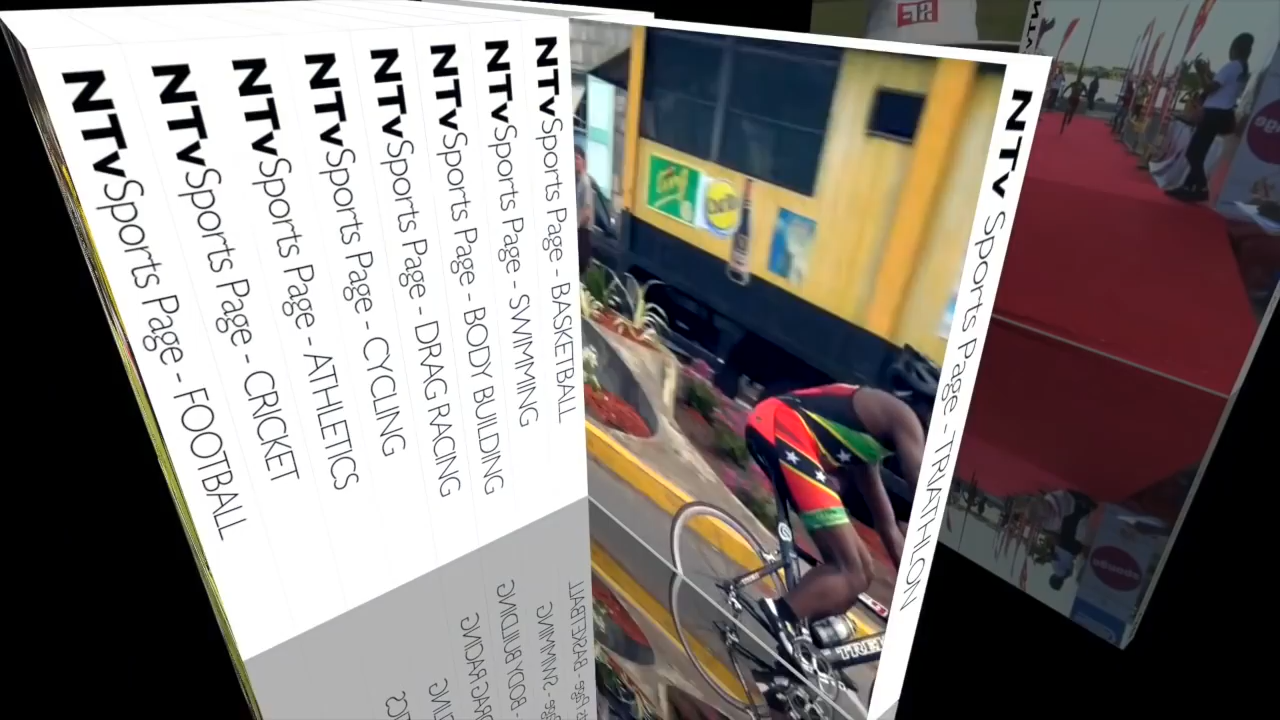 NTvSports Page - FOOTBALL
NTvSports Page - CRICKET
NTvSports Page - ATHLETICS
NTvSports Page - CYCLING
NTvSports Page - DRAG RACING
NTvSports Page - BODY BUILDING
NTvSports Page - SWIMMING
NTvSports Page - BASKETBALL
NTv Sports Page - TRIATHLON